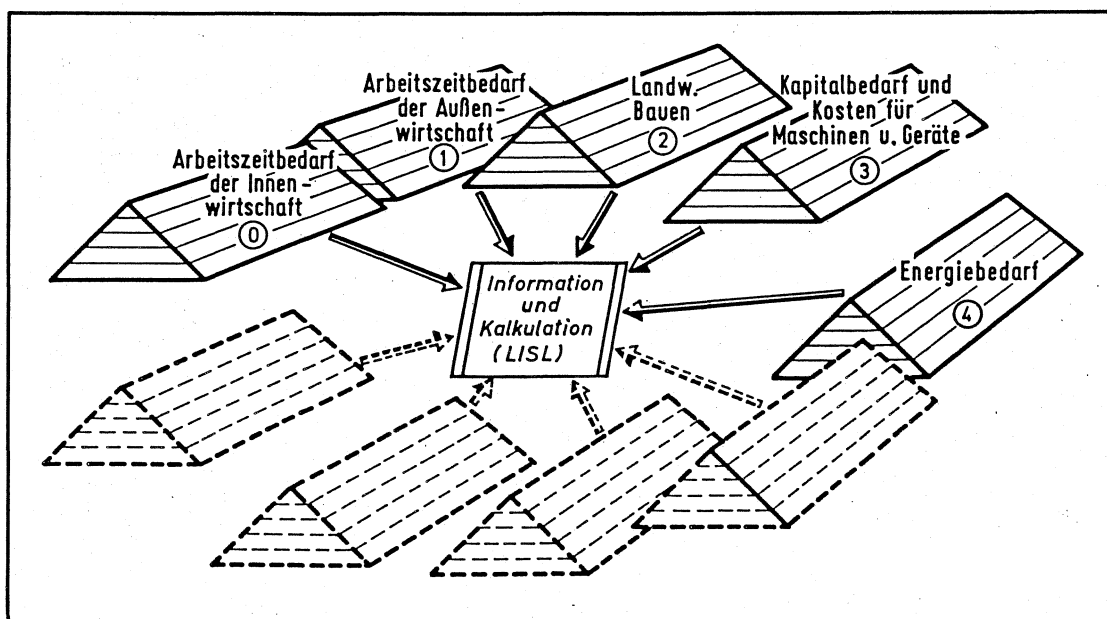 Arbeitszeitbedarf
der Innen-
wirtschaft
0
Arbeitszeitbedarf
der Außen-
wirtschaft
1
Landw.
Bauen
2
Kapitalbedarf und
Kosten für
Maschinen u. Geräte
3
Energiebedarf
4
Information
und
Kalkulation
(LISL)